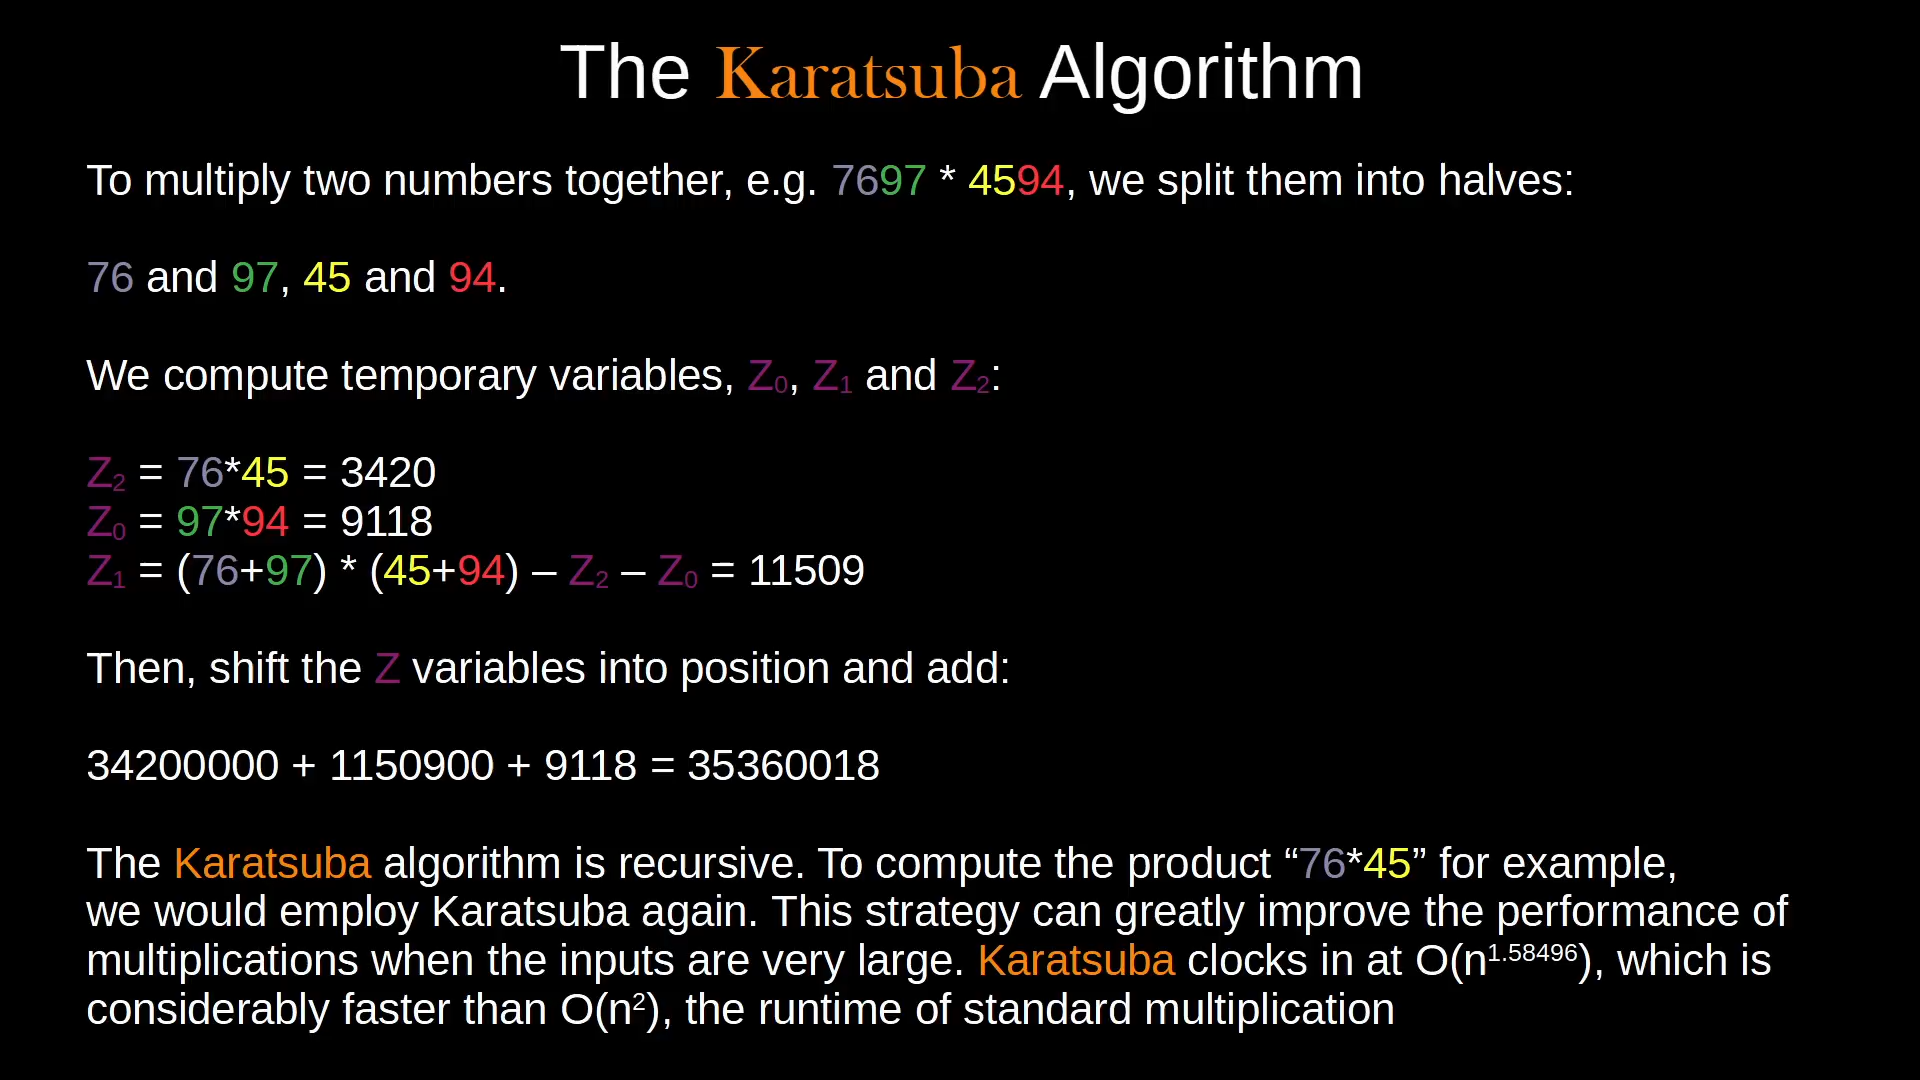 The Karatsuba Algorithm
To multiply two numbers together, e.g. 7697 * 4594, we split them into halves:
76 and 97, 45 and 94.
We compute temporary variables, Z₀, Z₁ and Z₂:
Z₂ = 76*45 = 3420
Z₀ = 97*94 = 9118
Z₁ = (76+97) * (45+94) – Z₂ – Z₀ = 11509
Then, shift the Z variables into position and add:
34200000 + 1150900 + 9118 = 35360018
The Karatsuba algorithm is recursive. To compute the product “76*45” for example,
we would employ Karatsuba again. This strategy can greatly improve the performance of
multiplications when the inputs are very large. Karatsuba clocks in at O(n¹·⁵⁸⁴⁹⁶), which is
considerably faster than O(n²), the runtime of standard multiplication